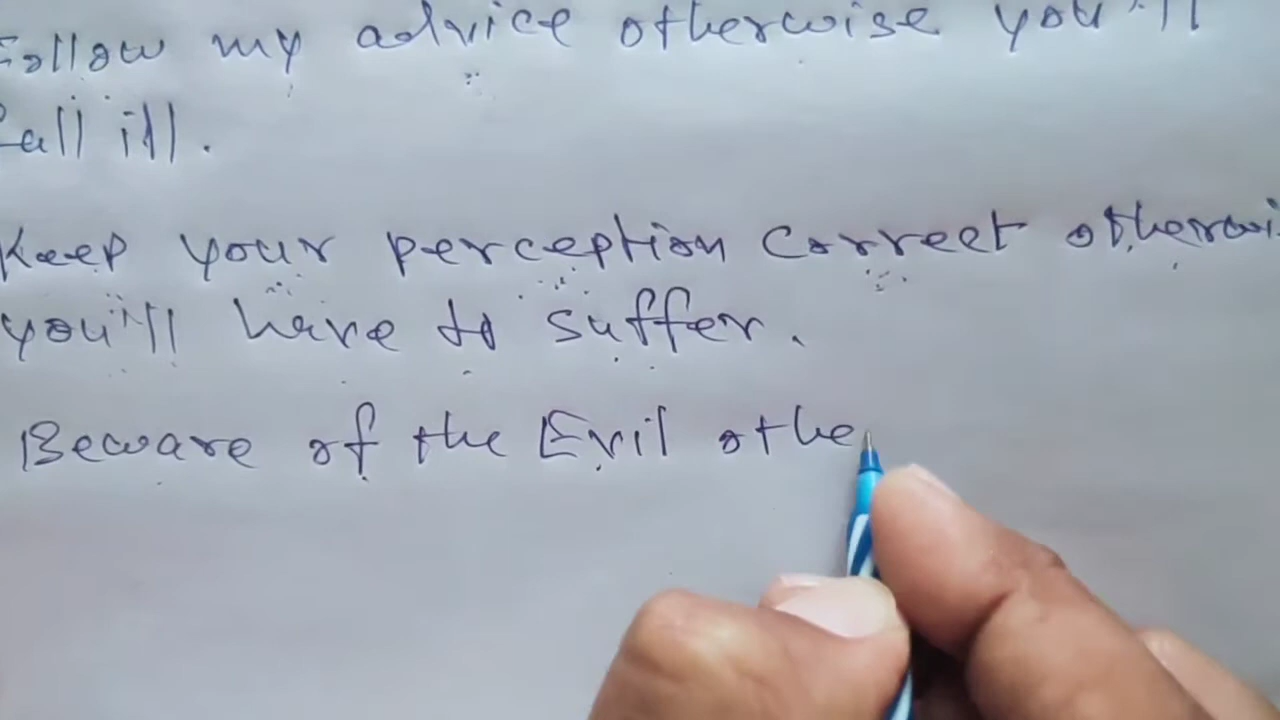 Follow my advice otherwise you'll
fall ill.
Keep your perception correct otherwi
you'll have to suffer.
Beware of the Evil othe